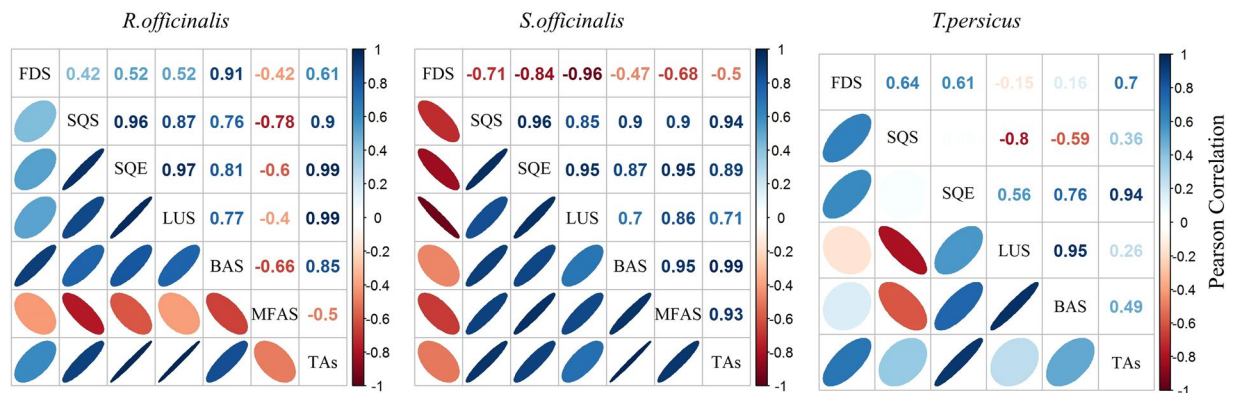 R.officinalis S.officinalis T.persicus
FDS 0.42 0.52 0.52 0.91 -0.42 0.61
SQS 0.96 0.87 0.76 -0.78 0.9
SQE 0.97 0.81 -0.6 0.99
LUS 0.77 -0.4 0.99
BAS -0.66 0.85
MFAS -0.5
TAs
1
0.8
0.6
0.4
0.2
0
-0.2
-0.4
-0.6
-0.8
-1
FDS -0.71 -0.84 -0.96 -0.47 -0.68 -0.5
SQS 0.96 0.85 0.9 0.9 0.94
SQE 0.95 0.87 0.95 0.89
LUS 0.7 0.86 0.71
BAS 0.95 0.99
MFAS 0.93
TAs
1
0.8
0.6
0.4
0.2
0
-0.2
-0.4
-0.6
-0.8
-1
FDS 0.64 0.61 -0.15 0.16 0.7
SQS -0.8 -0.59 0.36
SQE 0.56 0.76 0.94
LUS 0.95 0.26
BAS 0.49
TAs
1
0.8
0.6
0.4
0.2
0
-0.2
-0.4
-0.6
-0.8
-1
Pearson Correlation